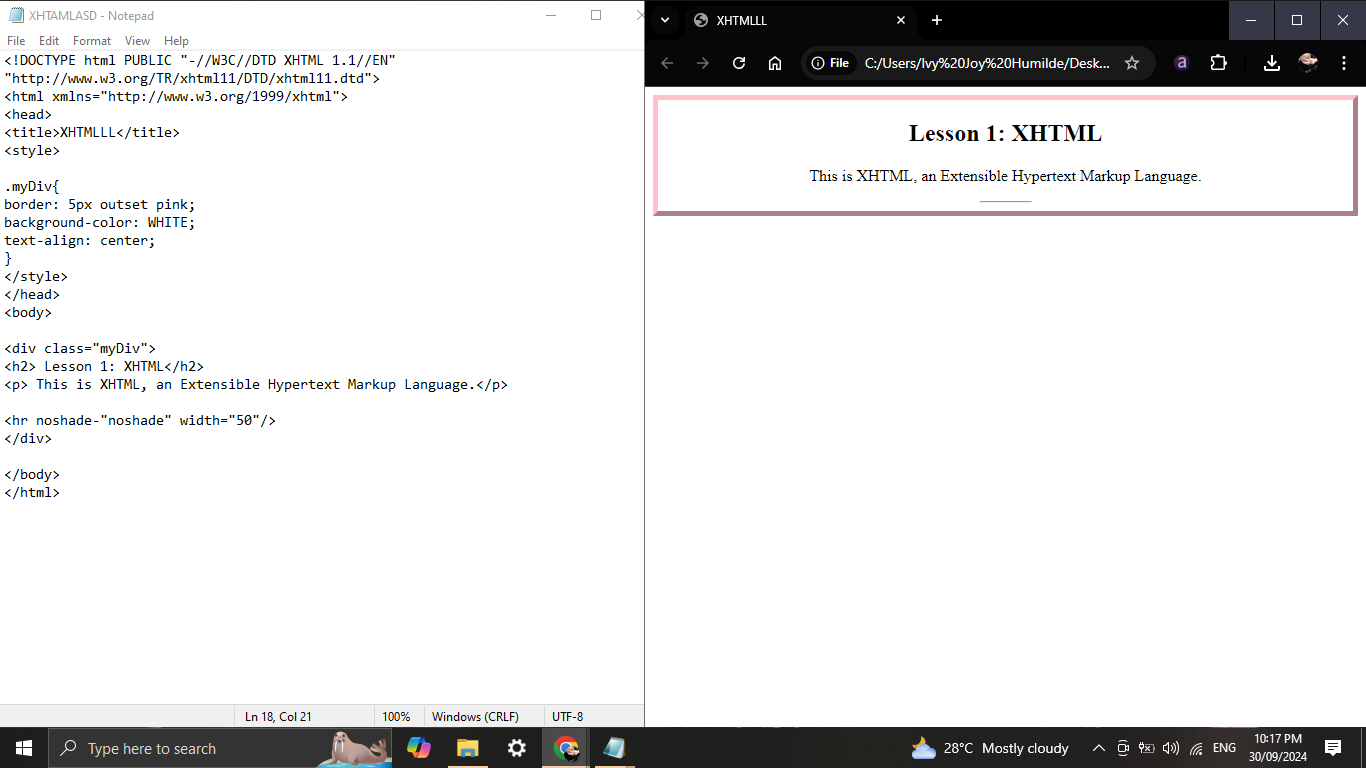 XHTAMLASD - Notepad
File Edit Format View Help
<!DOCTYPE html PUBLIC "-//W3C//DTD XHTML 1.1//EN"
"http://www.w3.org/TR/xhtml11/DTD/xhtml11.dtd">
<html xmlns="http://www.w3.org/1999/xhtml">
<head>
<title>XHTMLLL</title>
<style>
.myDiv{
border: 5px outset pink;
background-color: WHITE;
text-align: center;
}
</style>
</head>
<body>
<div class="myDiv">
<h2> Lesson 1: XHTML</h2>
<p> This is XHTML, an Extensible Hypertext Markup Language.</p>
<hr noshade-"noshade" width="50"/>
</div>
</body>
</html>
Ln 18, Col 21 100% Windows (CRLF) UTF-8
XHTMLLL
File C:/Users/Ivy%20Joy%20Humilde/Desk...
a
Lesson 1: XHTML
This is XHTML, an Extensible Hypertext Markup Language.
Type here to search
28°C Mostly cloudy
ENG
10:17 PM
30/09/2024